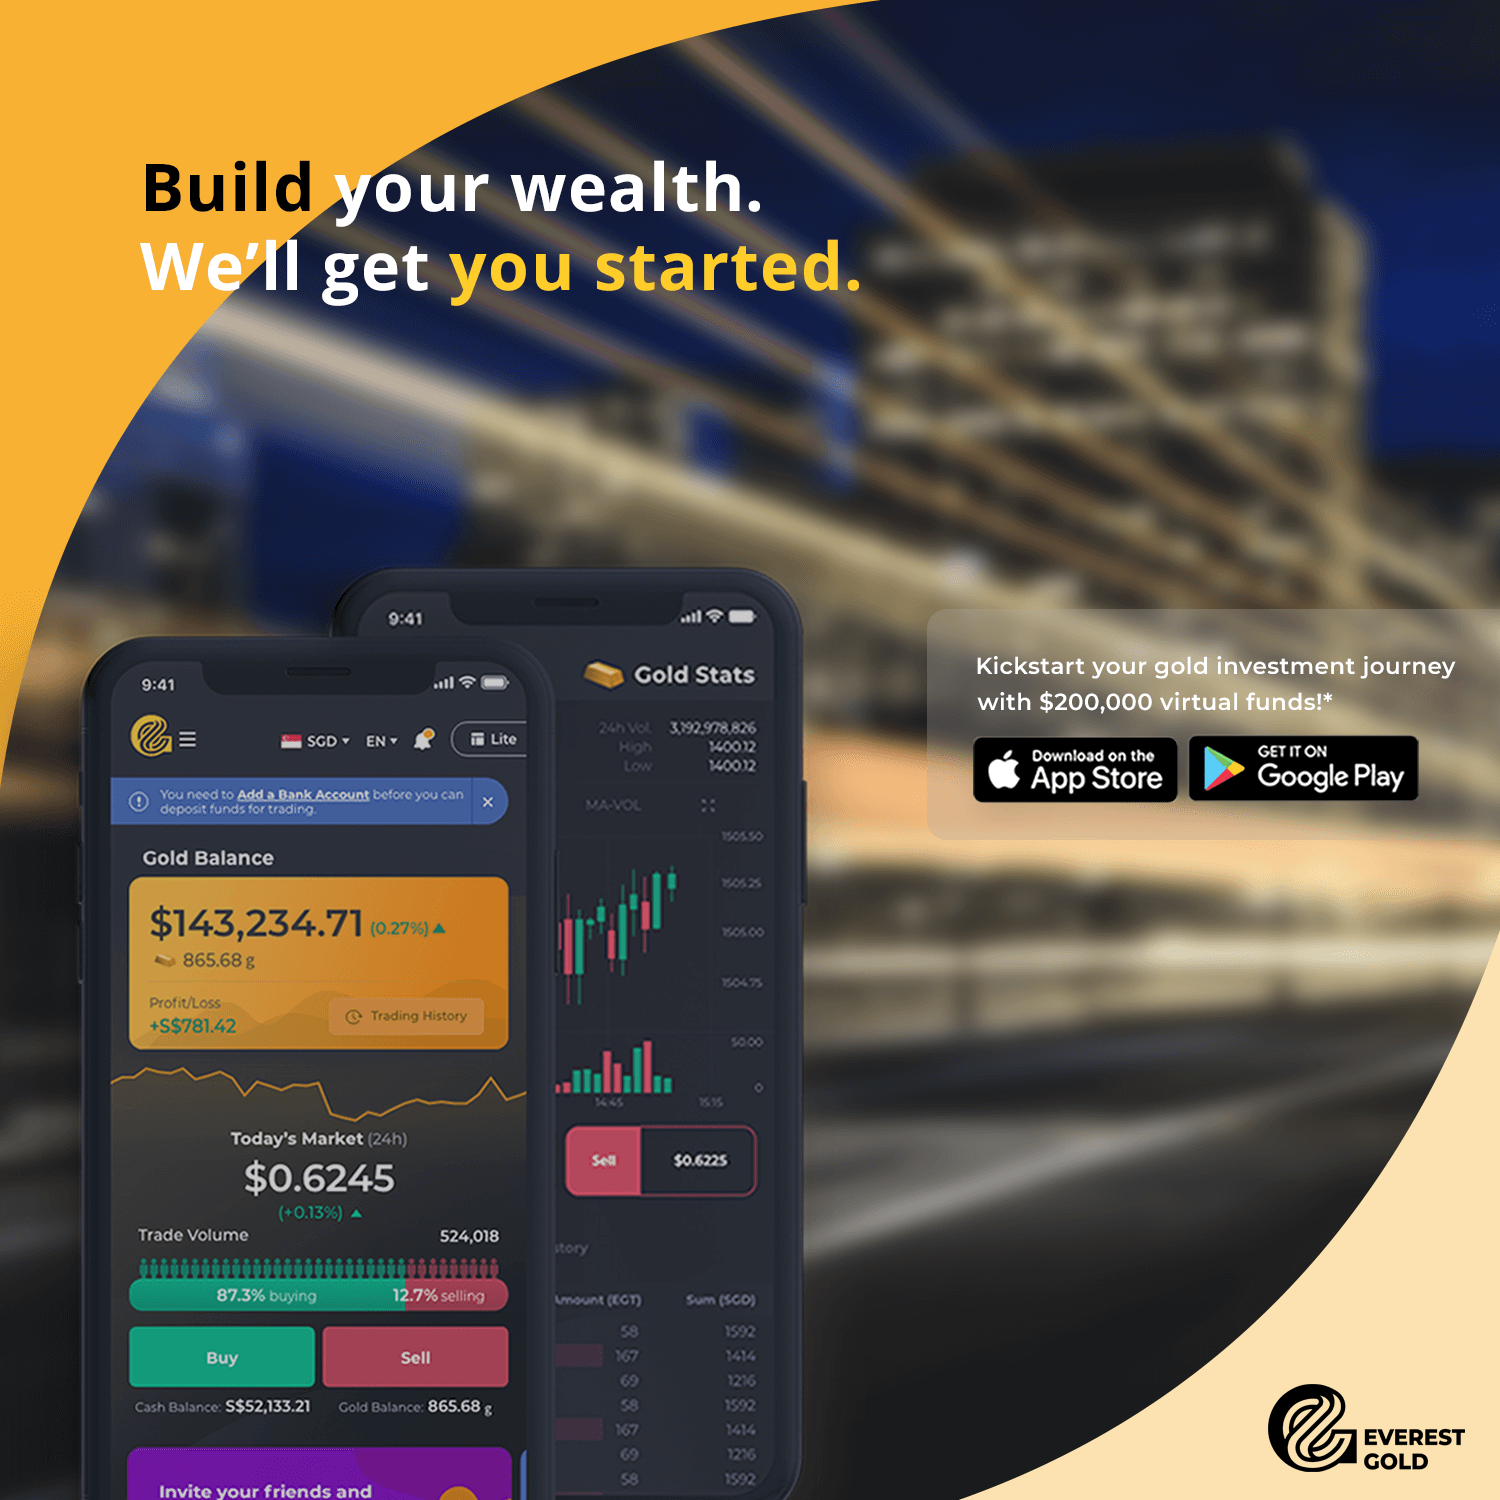 Build your wealth.
We'll get you started.
9:41
Gold Stats
24h Vol. 3,192,978,826
High 1400.12
Low 1400.12
MA-VOL
1505.50
1505.25
1505.00
1504.75
50.00
0
14:45 15:15
Sell $0.6225
story
Amount (EGT) Sum (SGD)
58 1592
167 1414
69 1216
58 1592
167 1414
69 1216
58 1592
9:41
SGD EN Lite
You need to Add a Bank Account before you can
deposit funds for trading.
Gold Balance
$143,234.71 (0.27%)
865.68 g
Profit/Loss
+S$781.42
Trading History
Today's Market (24h)
$0.6245
(+0.13%)
Trade Volume 524,018
87.3% buying 12.7% selling
Buy Sell
Cash Balance: S$52,133.21 Gold Balance: 865.68 g
Invite your friends and
Kickstart your gold investment journey
with $200,000 virtual funds!*
Download on the
App Store
GET IT ON
Google Play
EVEREST
GOLD